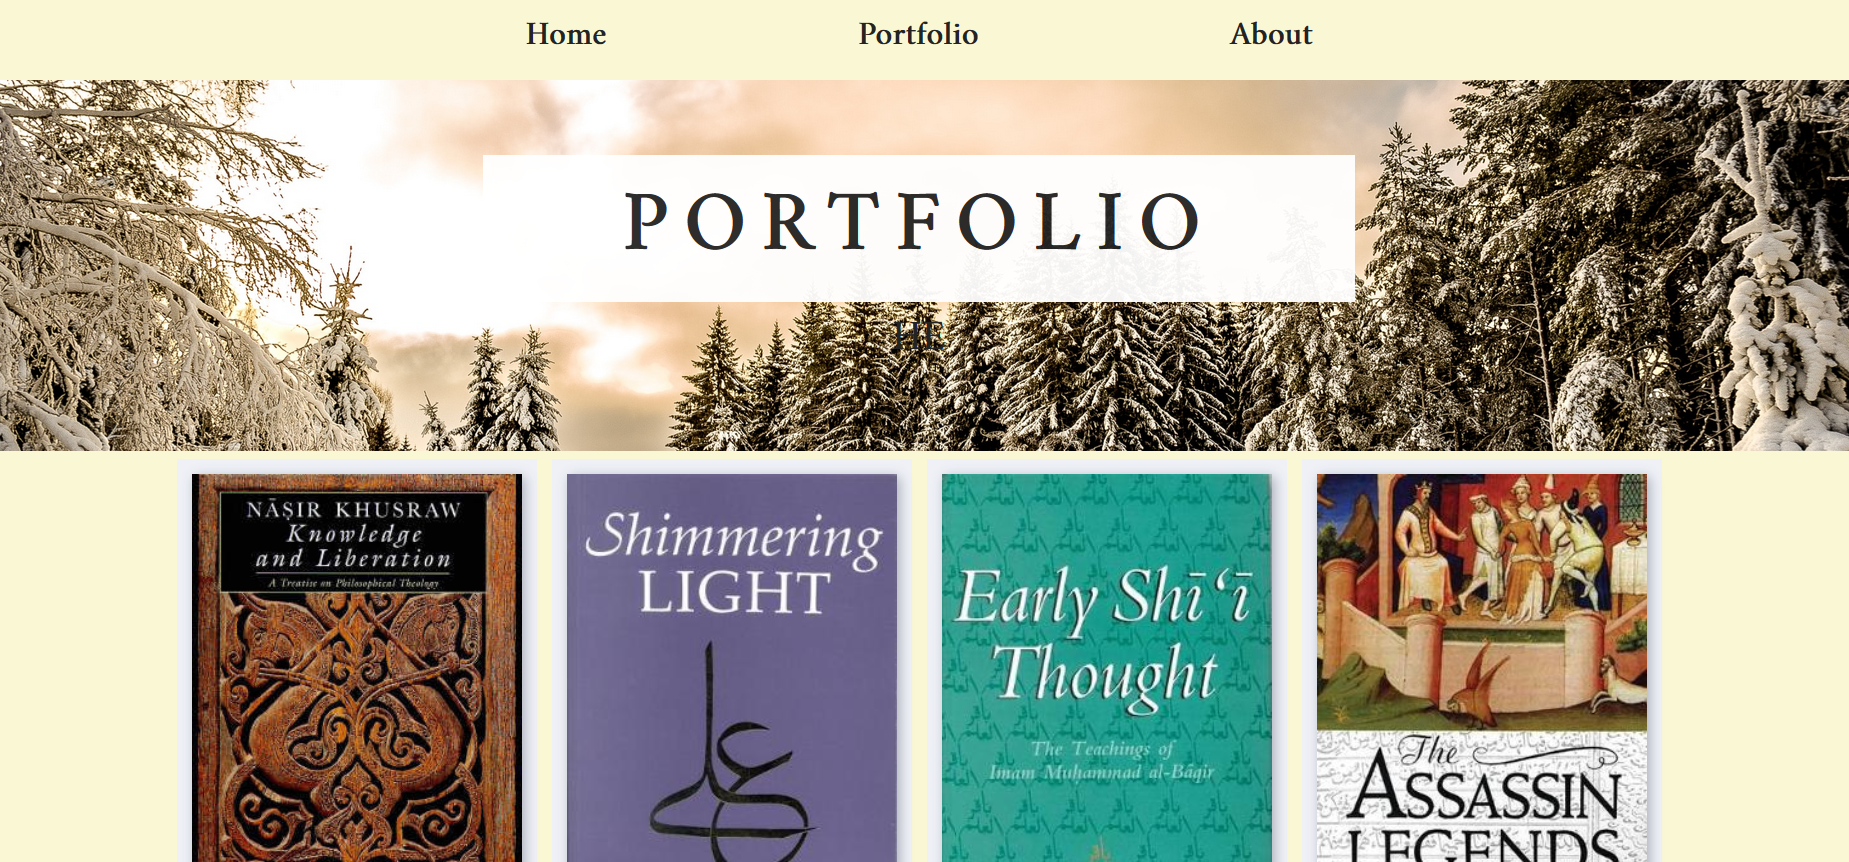 Home Portfolio About
PORTFOLIO
HE
NĀṢIR KHUSRAW
Knowledge
and Liberation
A Treatise on Philosophical Theology
Shimmering
LIGHT
علي
Early Shī‘ī
Thought
The Teachings of
Imam Muḥammad al-Bāqir
The
ASSASSIN
LEGENDS